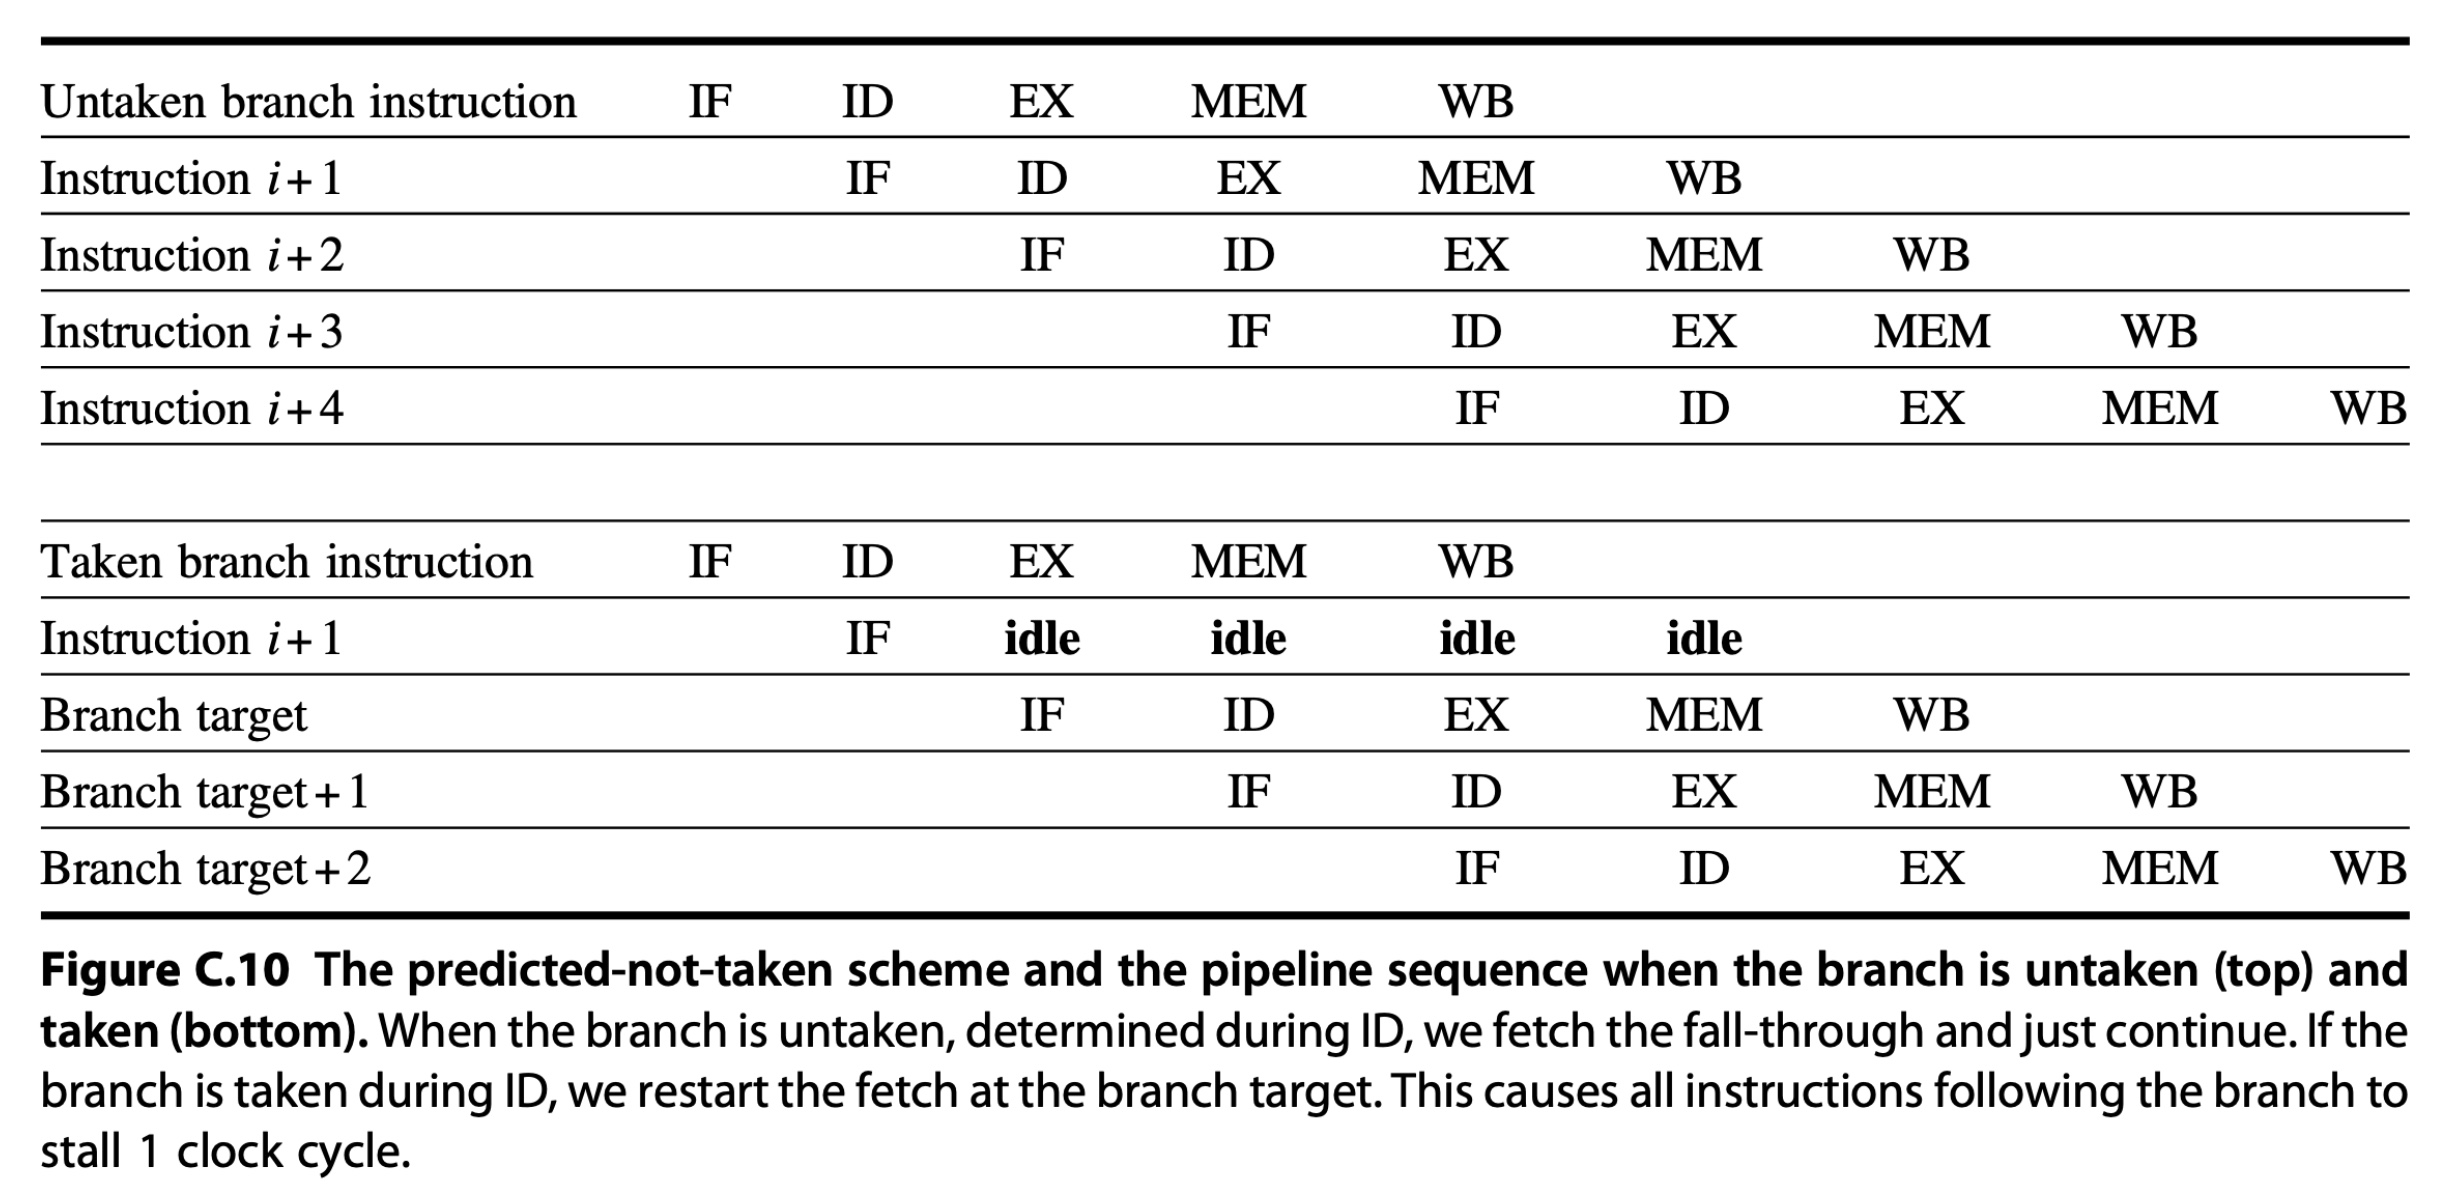 Untaken branch instruction IF ID EX MEM WB
Instruction i+1 IF ID EX MEM WB
Instruction i+2 IF ID EX MEM WB
Instruction i+3 IF ID EX MEM WB
Instruction i+4 IF ID EX MEM WB
Taken branch instruction IF ID EX MEM WB
Instruction i+1 IF idle idle idle idle
Branch target IF ID EX MEM WB
Branch target+1 IF ID EX MEM WB
Branch target+2 IF ID EX MEM WB
Figure C.10 The predicted-not-taken scheme and the pipeline sequence when the branch is untaken (top) and
taken (bottom). When the branch is untaken, determined during ID, we fetch the fall-through and just continue. If the
branch is taken during ID, we restart the fetch at the branch target. This causes all instructions following the branch to
stall 1 clock cycle.